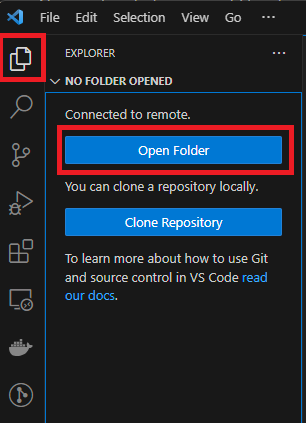 File Edit Selection View Go ···
EXPLORER ···
NO FOLDER OPENED
Connected to remote.
Open Folder
You can clone a repository locally.
Clone Repository
To learn more about how to use Git
and source control in VS Code read
our docs.